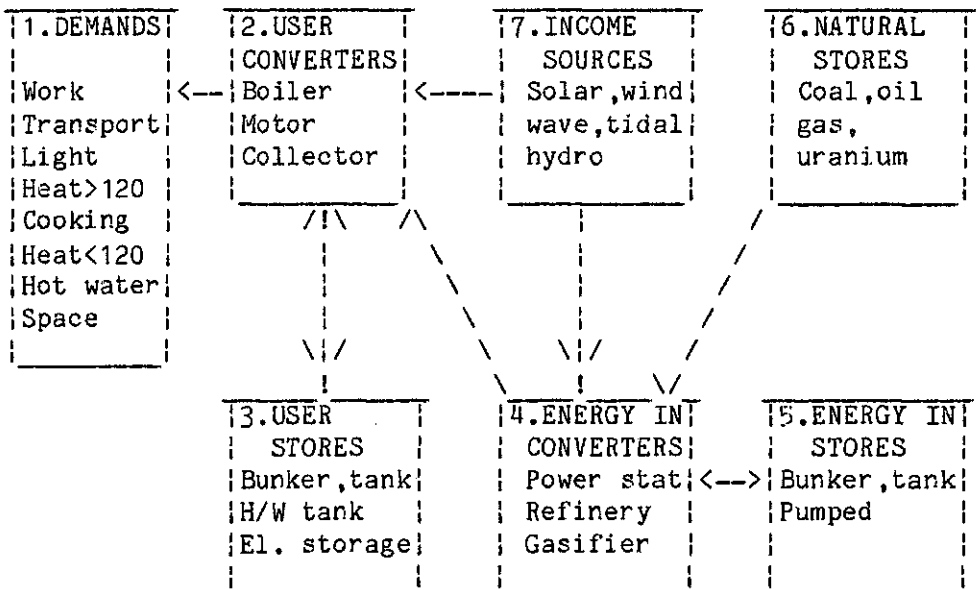 1.DEMANDS
Work
Transport
Light
Heat>120
Cooking
Heat<120
Hot water
Space
2.USER
CONVERTERS
Boiler
Motor
Collector
7.INCOME
SOURCES
Solar,wind
wave,tidal
hydro
6.NATURAL
STORES
Coal,oil
gas,
uranium
3.USER
STORES
Bunker,tank
H/W tank
El. storage
4.ENERGY IN
CONVERTERS
Power stat
Refinery
Gasifier
5.ENERGY IN
STORES
Bunker,tank
Pumped